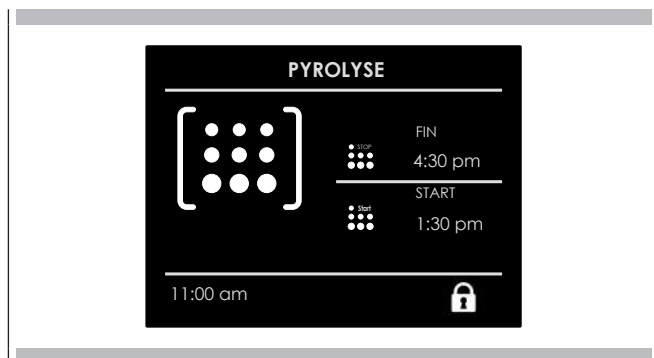 PYROLYSE
STOP
FIN
4:30 pm
Start
START
1:30 pm
11:00 am